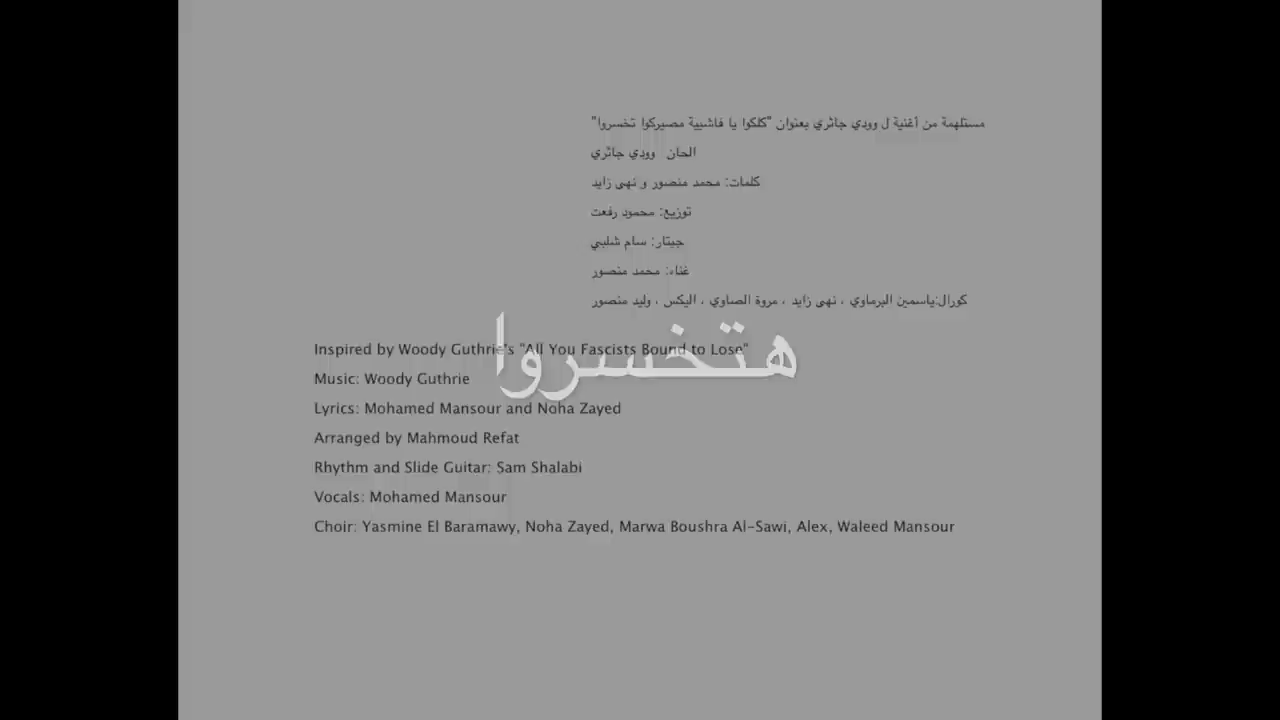 مستلهمة من أغنية ل وودي جاثري بعنوان "كلكوا يا فاشيية مصيركوا تخسروا"
الحان وودي جاثري
كلمات: محمد منصور و نهى زايد
توزيع: محمود رفعت
جيتار: سام شلبي
غناء: محمد منصور
كورال:ياسمين البرماوي ، نهى زايد ، مروة الصاوي ، اليكس ، وليد منصور
هتخسروا
Inspired by Woody Guthrie's "All You Fascists Bound to Lose"
Music: Woody Guthrie
Lyrics: Mohamed Mansour and Noha Zayed
Arranged by Mahmoud Refat
Rhythm and Slide Guitar: Sam Shalabi
Vocals: Mohamed Mansour
Choir: Yasmine El Baramawy, Noha Zayed, Marwa Boushra Al-Sawi, Alex, Waleed Mansour